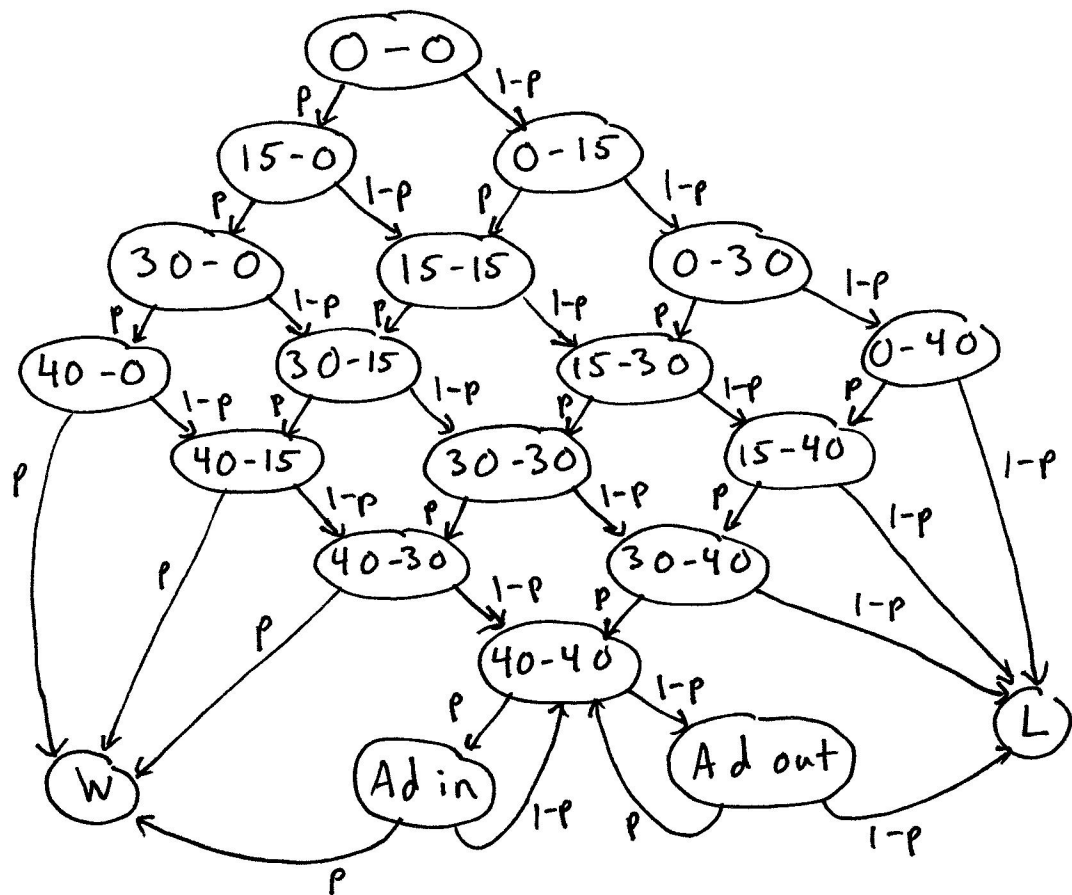 0-0
p 1-p
15-0 0-15
p 1-p p 1-p
30-0 15-15 0-30
p 1-p p 1-p p 1-p
40-0 30-15 15-30 0-40
p 1-p p 1-p p 1-p p 1-p
40-15 30-30 15-40
p 1-p p 1-p p 1-p
40-30 30-40
p 1-p p 1-p
40-40
p 1-p
W Ad in Ad out L
p 1-p p 1-p